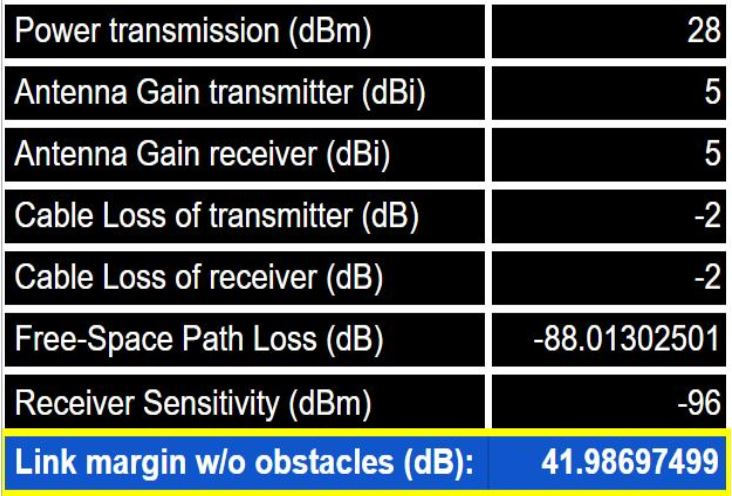 Power transmission (dBm) 28
Antenna Gain transmitter (dBi) 5
Antenna Gain receiver (dBi) 5
Cable Loss of transmitter (dB) -2
Cable Loss of receiver (dB) -2
Free-Space Path Loss (dB) -88.01302501
Receiver Sensitivity (dBm) -96
Link margin w/o obstacles (dB): 41.98697499